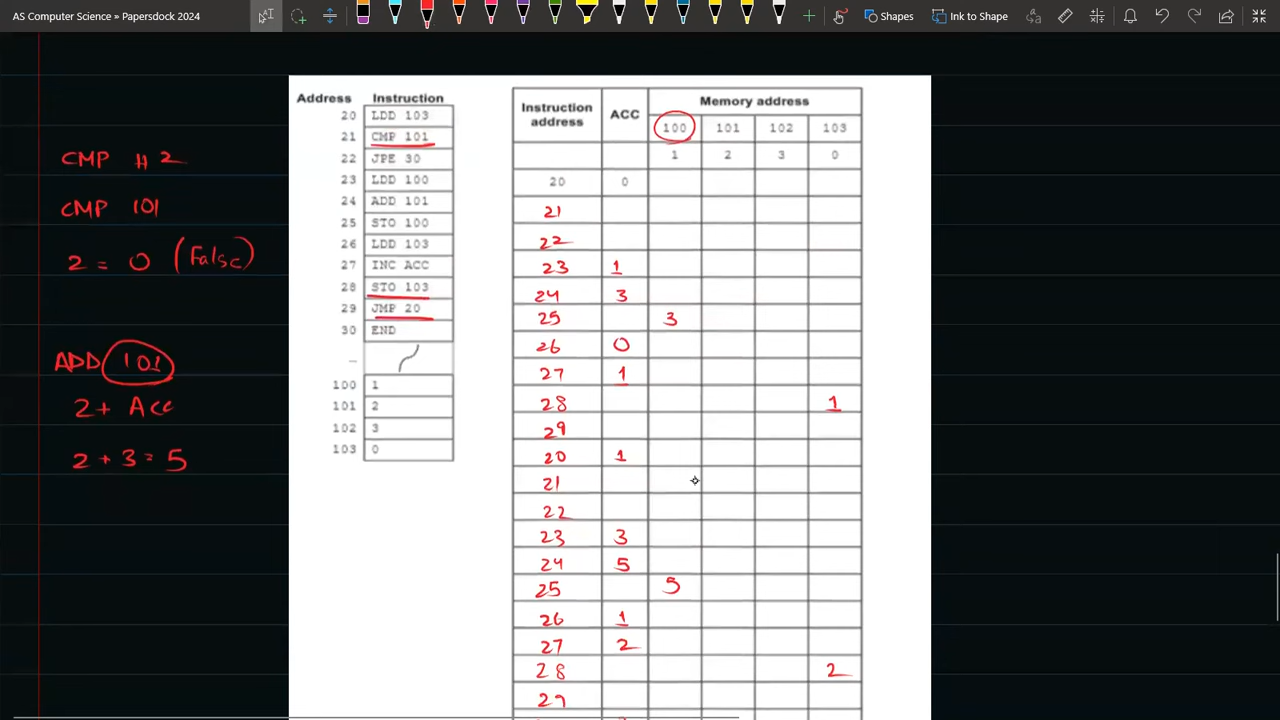 AS Computer Science » Papersdock 2024
Shapes
Ink to Shape
CMP # 2
CMP 101
2 = 0 (False)
ADD 101
2 + Acc
2 + 3 = 5
Address Instruction
20 LDD 103
21 CMP 101
22 JPE 30
23 LDD 100
24 ADD 101
25 STO 100
26 LDD 103
27 INC ACC
28 STO 103
29 JMP 20
30 END
100 1
101 2
102 3
103 0
Instruction address ACC Memory address
100 101 102 103
1 2 3 0
20 0
21
22
23 1
24 3
25 3
26 0
27 1
28 1
29
20 1
21
22
23 3
24 5
25 5
26 1
27 2
28 2
29